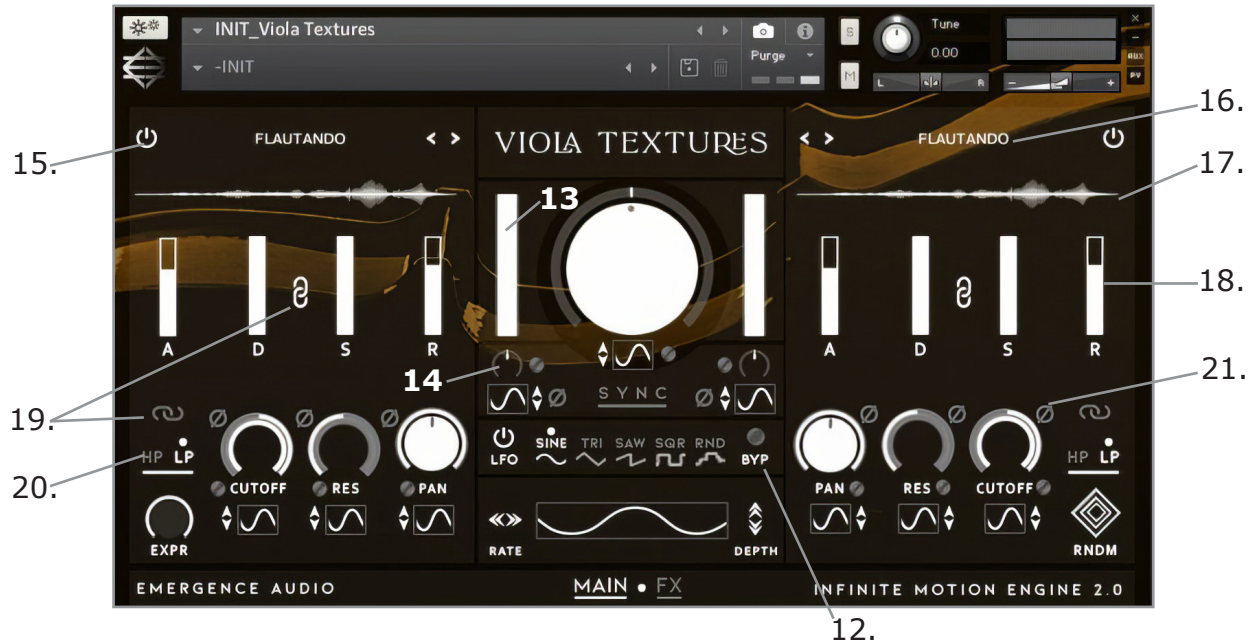 INIT_Viola Textures
-INIT
Purge
S
M
Tune
0.00
L R
- +
AUX
PV
16.
15.
FLAUTANDO
VIOLA TEXTURES
FLAUTANDO
17.
13
18.
A D S R
A D S R
14
SYNC
21.
19.
HP LP
CUTOFF RES PAN
LFO SINE TRI SAW SQR RND BYP
PAN RES CUTOFF
HP LP
20.
EXPR
RATE DEPTH
RNDM
EMERGENCE AUDIO
MAIN • FX
INFINITE MOTION ENGINE 2.0
12.